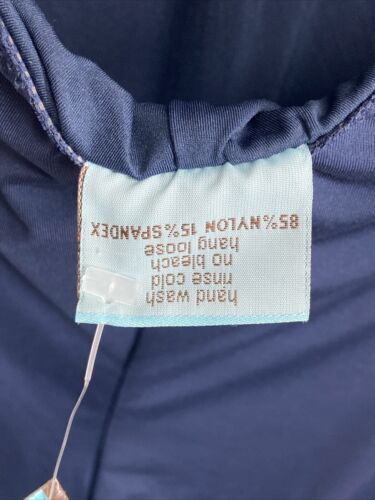 hand wash
rinse cold
no bleach
hang loose
85% NYLON 15% SPANDEX